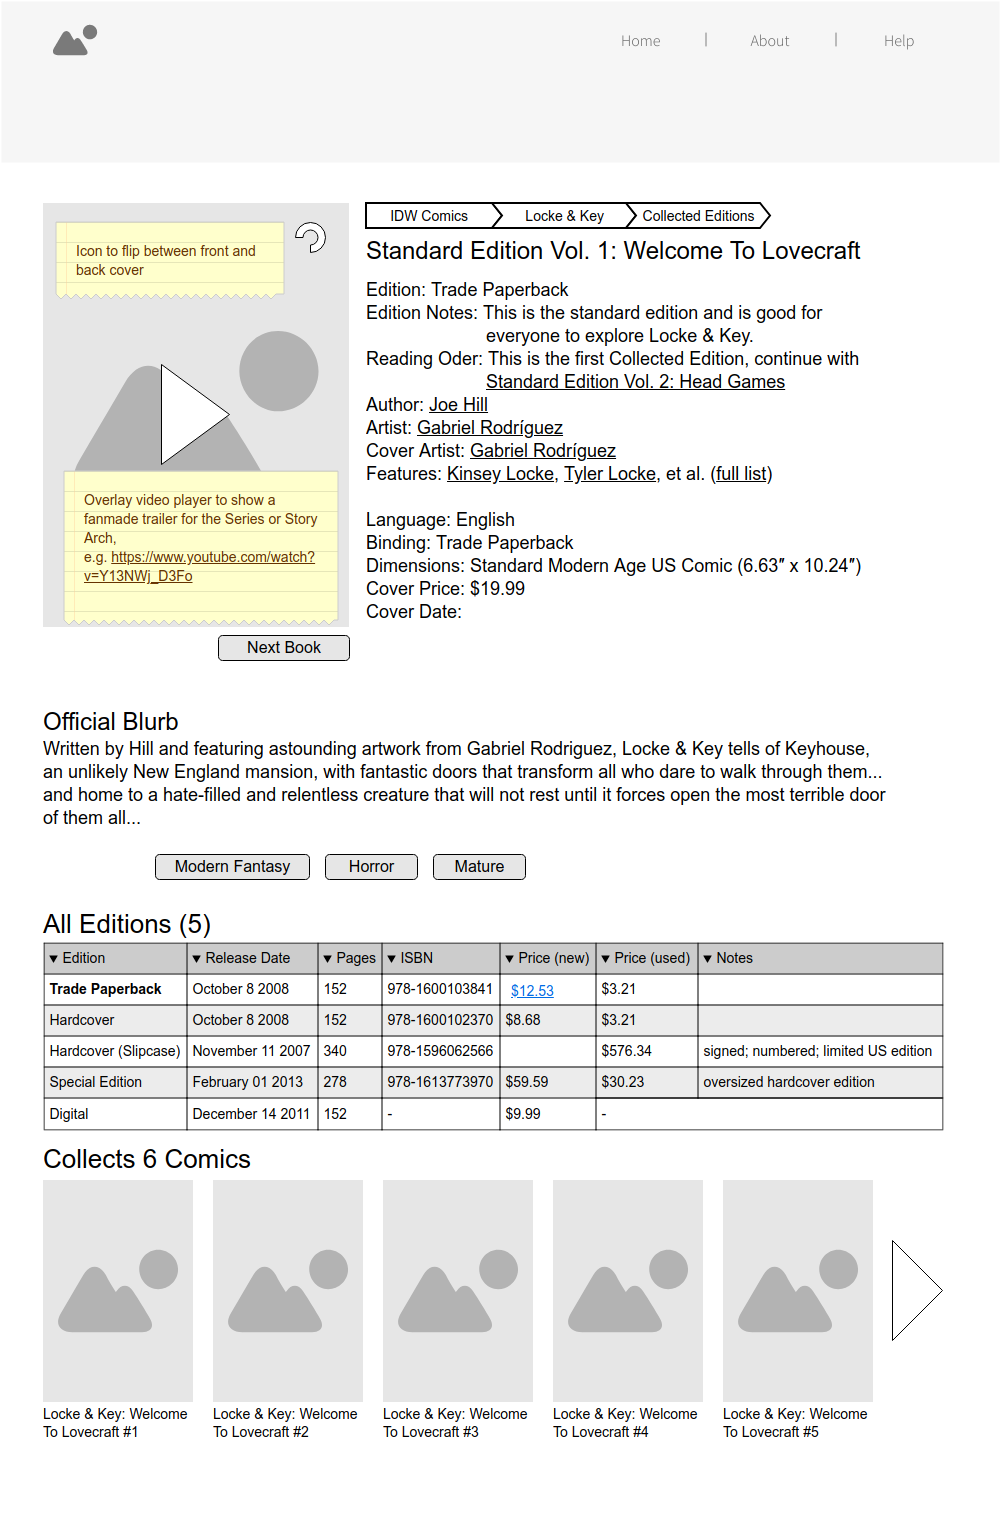 Home | About | Help
Icon to flip between front and
back cover
Overlay video player to show a
fanmade trailer for the Series or Story
Arch,
e.g. https://www.youtube.com/watch?
v=Y13NWj_D3Fo
Next Book
IDW Comics Locke & Key Collected Editions
Standard Edition Vol. 1: Welcome To Lovecraft
Edition: Trade Paperback
Edition Notes: This is the standard edition and is good for
everyone to explore Locke & Key.
Reading Oder: This is the first Collected Edition, continue with
Standard Edition Vol. 2: Head Games
Author: Joe Hill
Artist: Gabriel Rodríguez
Cover Artist: Gabriel Rodríguez
Features: Kinsey Locke, Tyler Locke, et al. (full list)
Language: English
Binding: Trade Paperback
Dimensions: Standard Modern Age US Comic (6.63″ x 10.24″)
Cover Price: $19.99
Cover Date:
Official Blurb
Written by Hill and featuring astounding artwork from Gabriel Rodriguez, Locke & Key tells of Keyhouse,
an unlikely New England mansion, with fantastic doors that transform all who dare to walk through them...
and home to a hate-filled and relentless creature that will not rest until it forces open the most terrible door
of them all...
Modern Fantasy Horror Mature
All Editions (5)
▼ Edition ▼ Release Date ▼ Pages ▼ ISBN ▼ Price (new) ▼ Price (used) ▼ Notes
Trade Paperback October 8 2008 152 978-1600103841 $12.53 $3.21
Hardcover October 8 2008 152 978-1600102370 $8.68 $3.21
Hardcover (Slipcase) November 11 2007 340 978-1596062566 $576.34 signed; numbered; limited US edition
Special Edition February 01 2013 278 978-1613773970 $59.59 $30.23 oversized hardcover edition
Digital December 14 2011 152 - $9.99 -
Collects 6 Comics
Locke & Key: Welcome
To Lovecraft #1
Locke & Key: Welcome
To Lovecraft #2
Locke & Key: Welcome
To Lovecraft #3
Locke & Key: Welcome
To Lovecraft #4
Locke & Key: Welcome
To Lovecraft #5